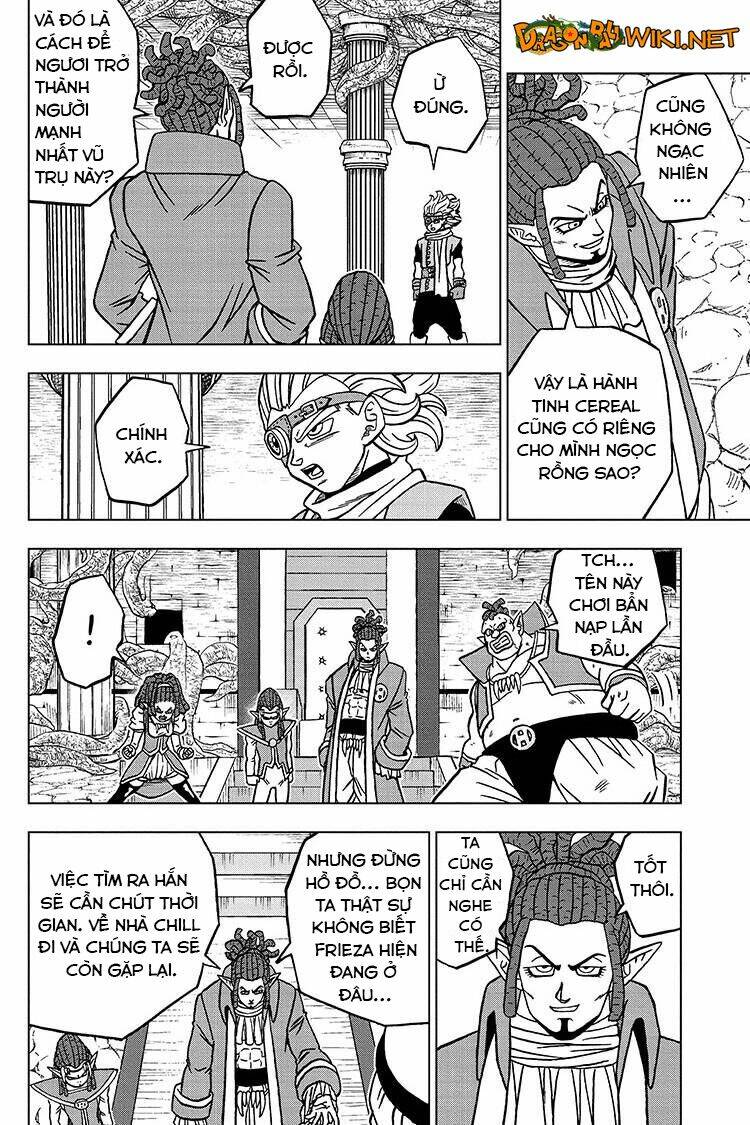 DRAGON BALL WIKI.NET
VÀ ĐÓ LÀ
CÁCH ĐỂ
NGƯƠI TRỞ
THÀNH
NGƯỜI
MẠNH
NHẤT VŨ
TRỤ NÀY?
ĐƯỢC
RỒI.
Ừ
ĐÚNG.
CŨNG
KHÔNG
NGẠC
NHIÊN
...
VẬY LÀ HÀNH
TINH CEREAL
CŨNG CÓ RIÊNG
CHO MÌNH NGỌC
RỒNG SAO?
CHÍNH
XÁC.
!
TCH...
TÊN NÀY
CHƠI BẨN
NẠP LẦN
ĐẦU.
VIỆC TÌM RA HẮN
SẼ CẦN CHÚT THỜI
GIAN. VỀ NHÀ CHILL
ĐI VÀ CHÚNG TA SẼ
CÒN GẶP LẠI.
NHƯNG ĐỪNG
HỒ ĐỒ... BỌN
TA THẬT SỰ
KHÔNG BIẾT
FRIEZA HIỆN
ĐANG Ở
ĐÂU...
TA
CŨNG
CHỈ CẦN
NGHE
CÓ
THẾ.
TỐT
THÔI.